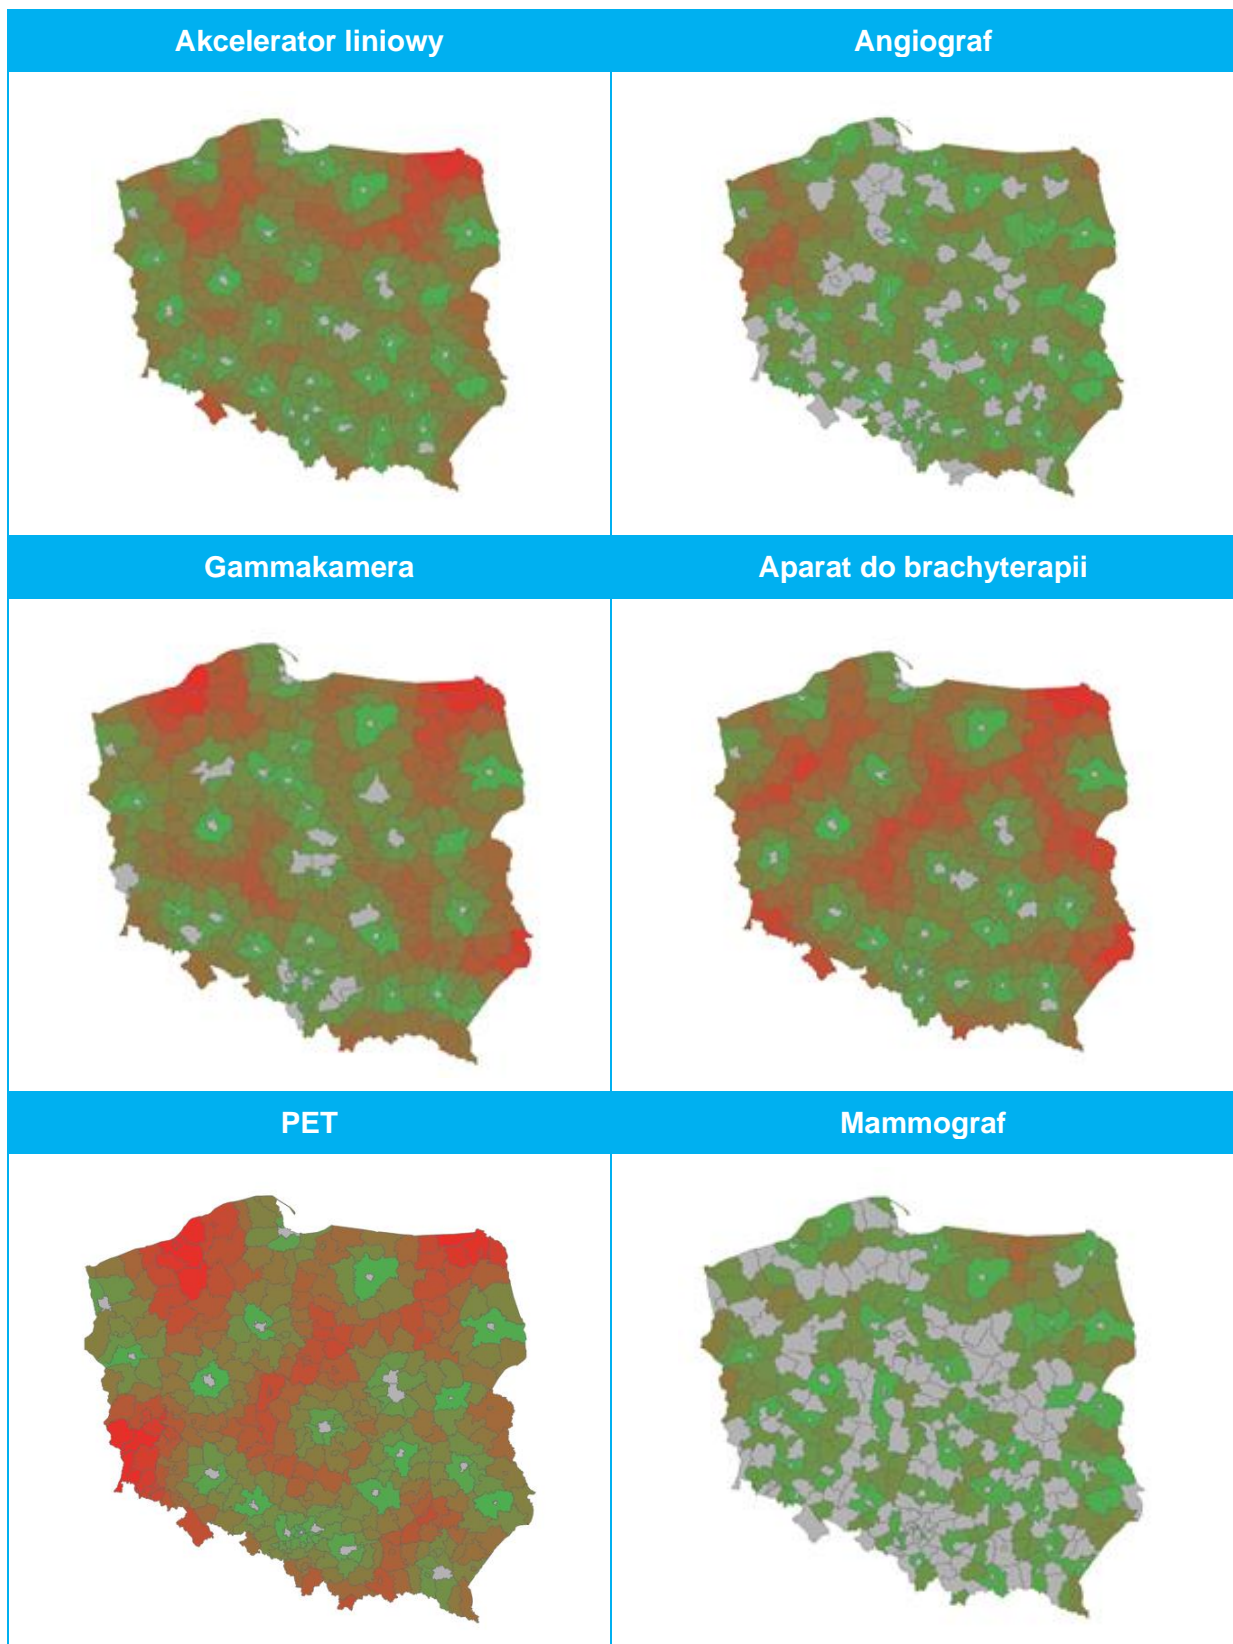 Akcelerator liniowy
Angiograf
Gammakamera
Aparat do brachyterapii
PET
Mammograf